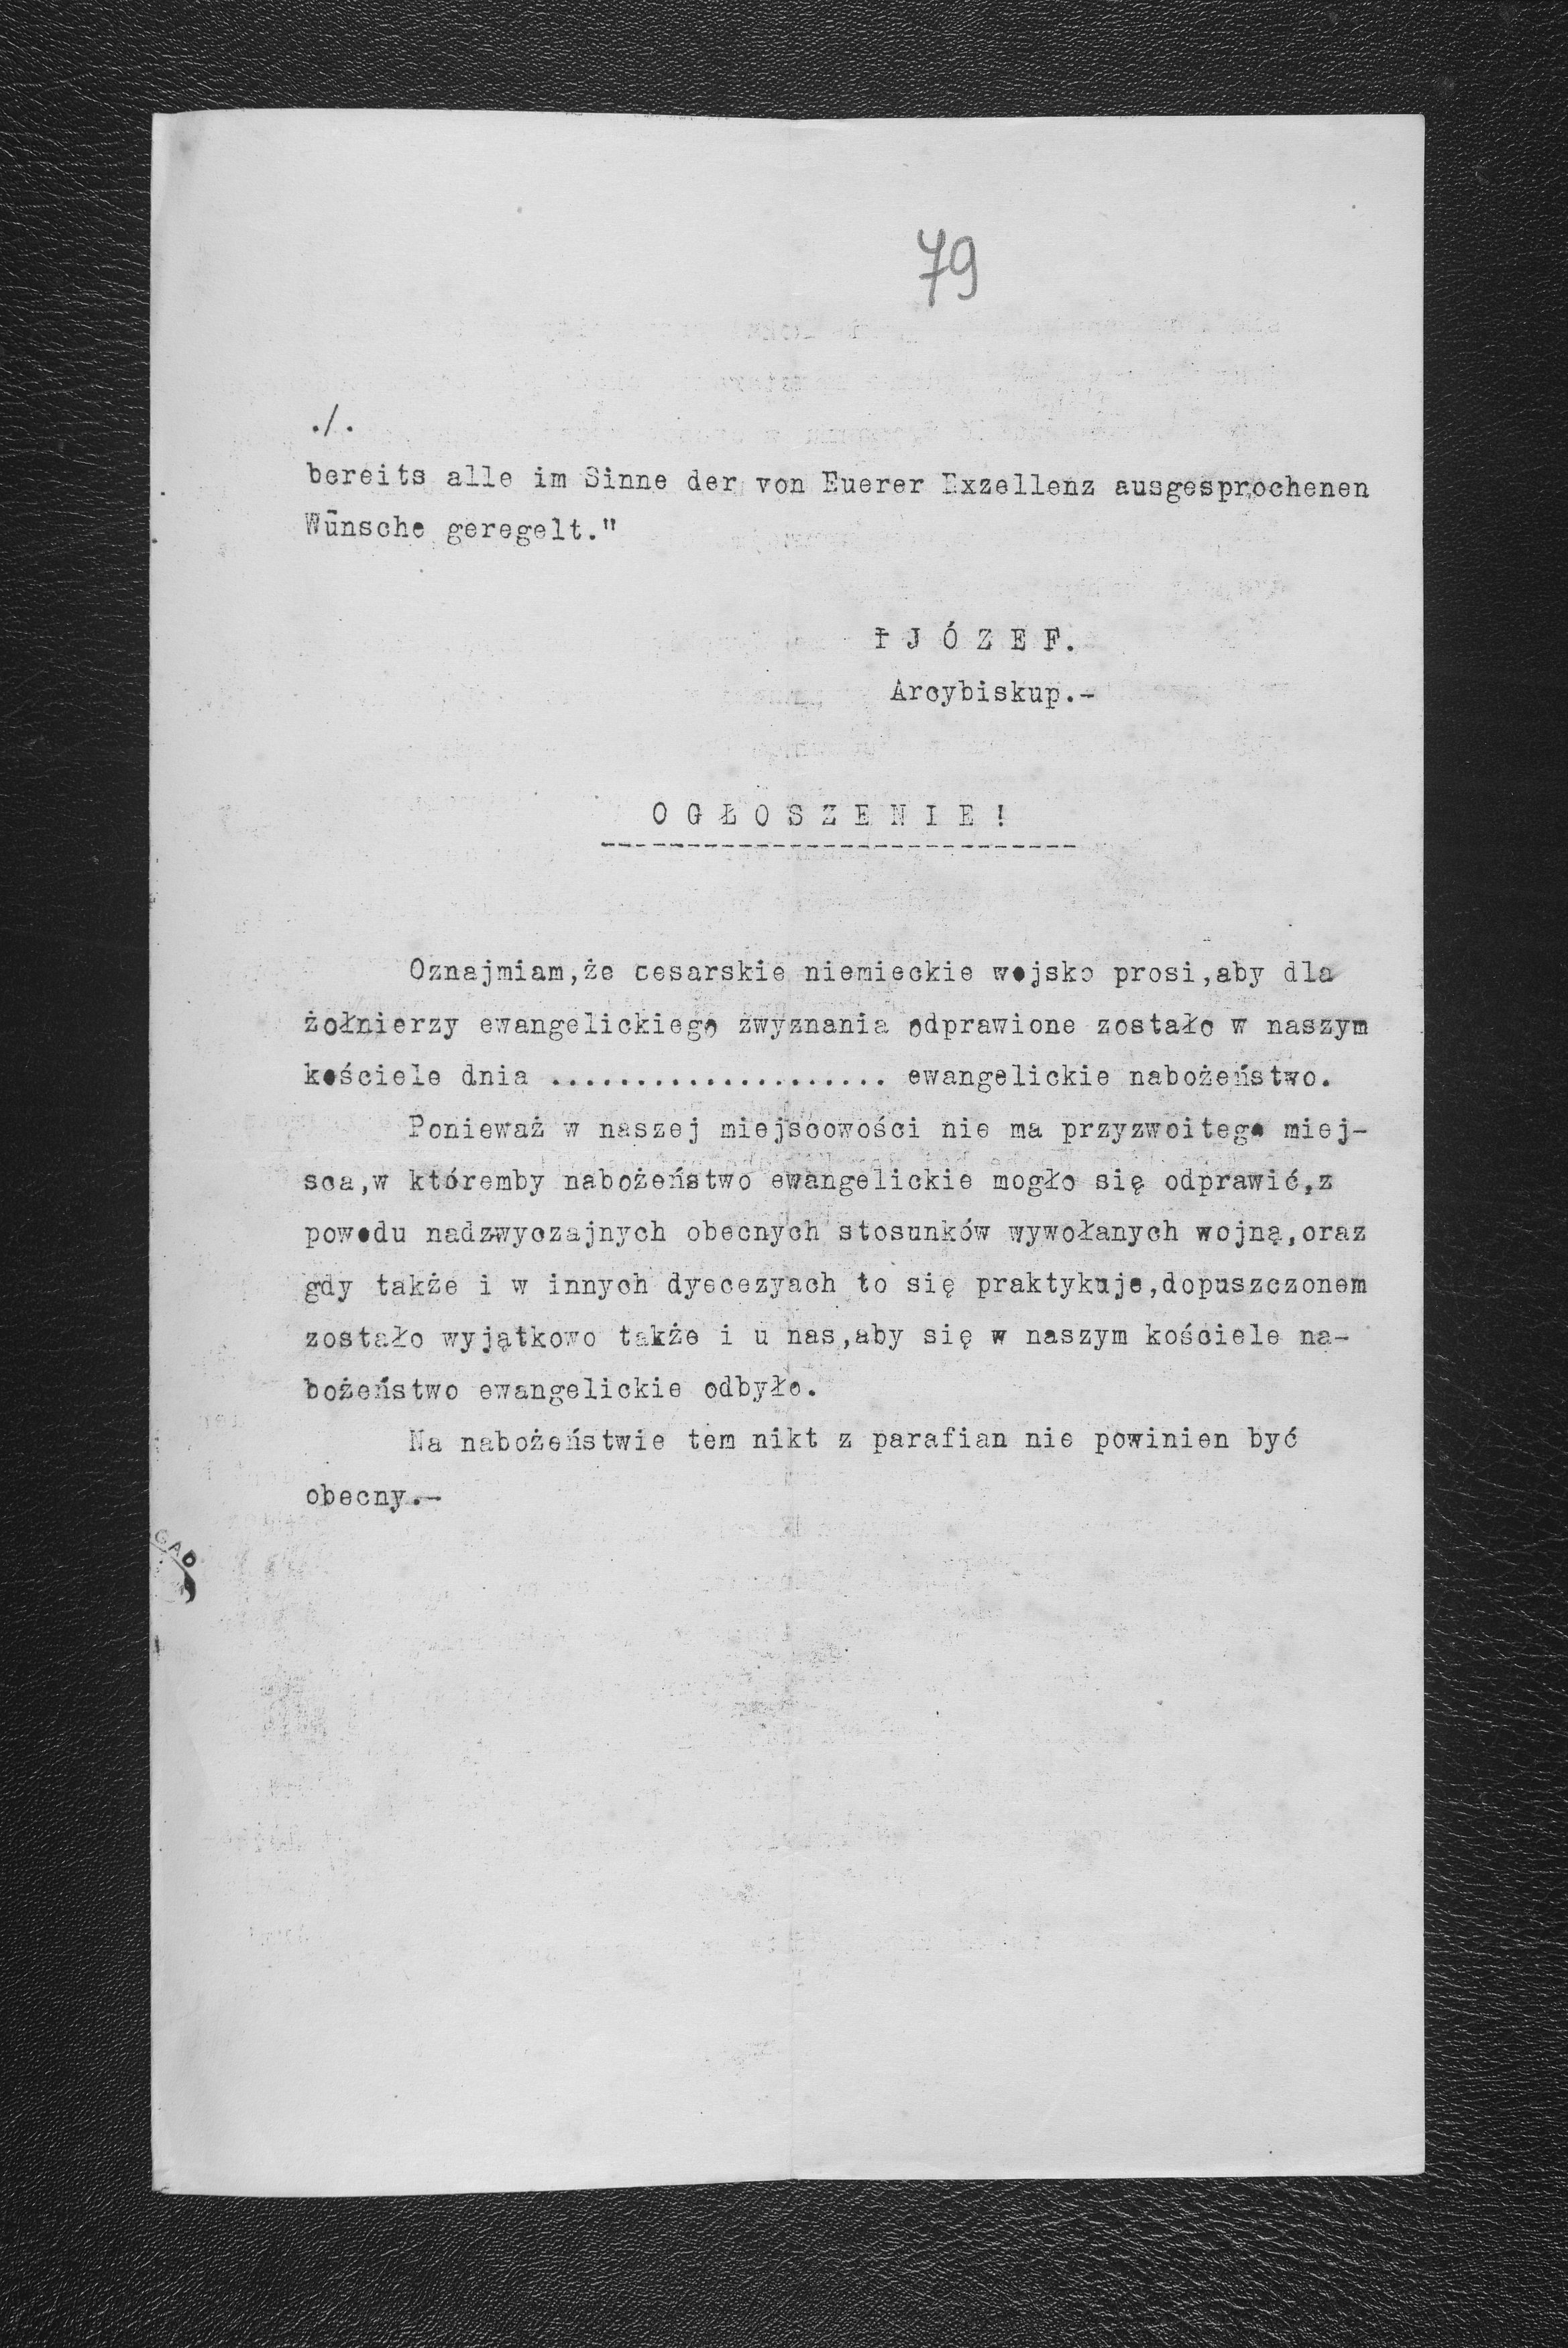 79
./.
bereits alle im Sinne der von Euerer Exzellenz ausgesprochenen
Wūnsche geregelt."
† J Ó Z E F.
Arcybiskup.-
O G Ł O S Z E N I E !
Oznajmiam,że cesarskie niemieckie wojsko prosi,aby dla
żołnierzy ewangelickiego zwyznania odprawione zostało w naszym
kościele dnia .................... ewangelickie nabożeństwo.
Ponieważ w naszej miejscowości nie ma przyzwoitego miej-
sca,w któremby nabożeństwo ewangelickie mogło się odprawić,z
powodu nadzwyczajnych obecnych stosunków wywołanych wojną,oraz
gdy także i w innych dyecezyach to się praktykuje,dopuszczonem
zostało wyjątkowo także i u nas,aby się w naszym kościele na-
bożeństwo ewangelickie odbyło.
Na nabożeństwie tem nikt z parafian nie powinien być
obecny.-